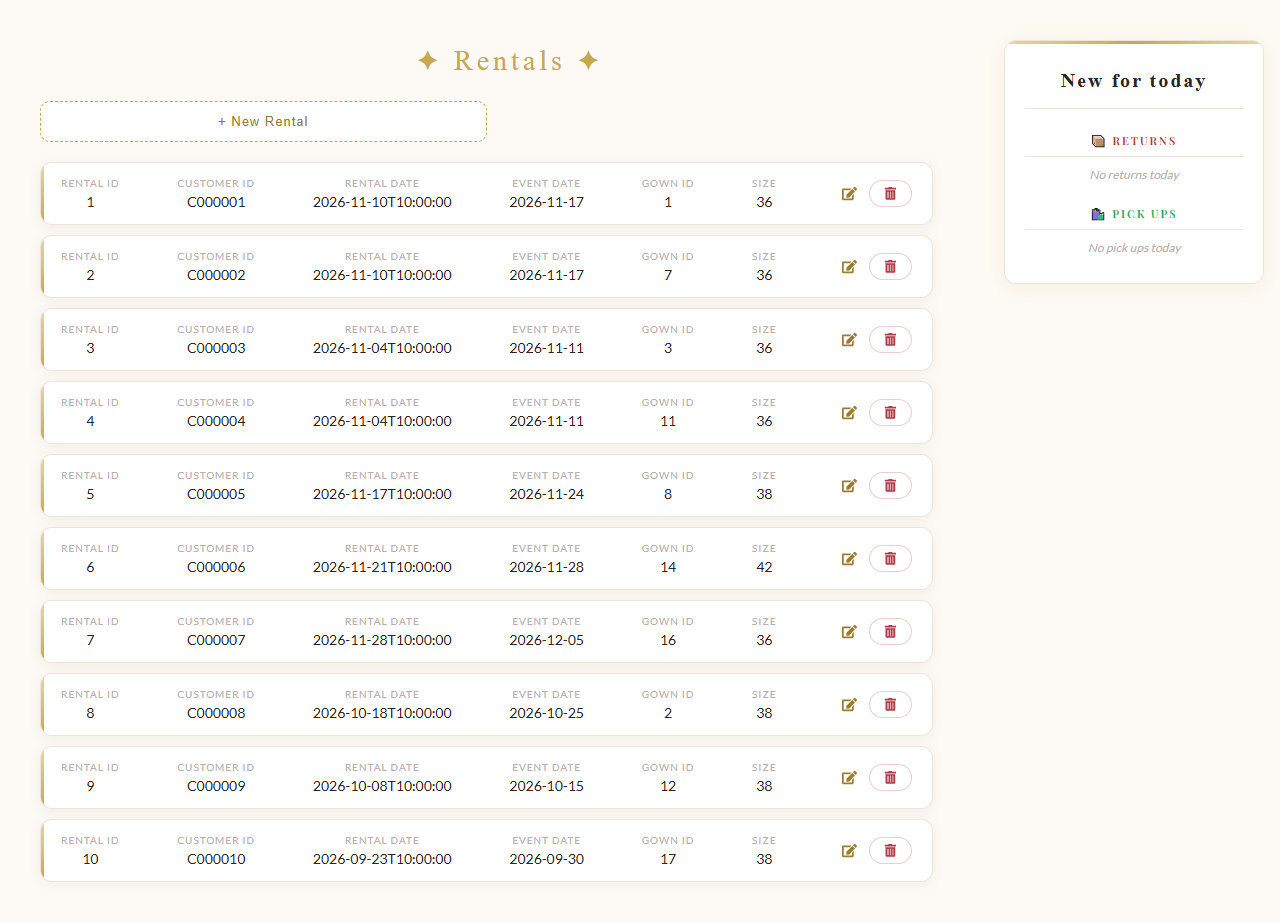 ✦ Rentals ✦
+ New Rental
RENTAL ID CUSTOMER ID RENTAL DATE EVENT DATE GOWN ID SIZE
1 C000001 2026-11-10T10:00:00 2026-11-17 1 36
RENTAL ID CUSTOMER ID RENTAL DATE EVENT DATE GOWN ID SIZE
2 C000002 2026-11-10T10:00:00 2026-11-17 7 36
RENTAL ID CUSTOMER ID RENTAL DATE EVENT DATE GOWN ID SIZE
3 C000003 2026-11-04T10:00:00 2026-11-11 3 36
RENTAL ID CUSTOMER ID RENTAL DATE EVENT DATE GOWN ID SIZE
4 C000004 2026-11-04T10:00:00 2026-11-11 11 36
RENTAL ID CUSTOMER ID RENTAL DATE EVENT DATE GOWN ID SIZE
5 C000005 2026-11-17T10:00:00 2026-11-24 8 38
RENTAL ID CUSTOMER ID RENTAL DATE EVENT DATE GOWN ID SIZE
6 C000006 2026-11-21T10:00:00 2026-11-28 14 42
RENTAL ID CUSTOMER ID RENTAL DATE EVENT DATE GOWN ID SIZE
7 C000007 2026-11-28T10:00:00 2026-12-05 16 36
RENTAL ID CUSTOMER ID RENTAL DATE EVENT DATE GOWN ID SIZE
8 C000008 2026-10-18T10:00:00 2026-10-25 2 38
RENTAL ID CUSTOMER ID RENTAL DATE EVENT DATE GOWN ID SIZE
9 C000009 2026-10-08T10:00:00 2026-10-15 12 38
RENTAL ID CUSTOMER ID RENTAL DATE EVENT DATE GOWN ID SIZE
10 C000010 2026-09-23T10:00:00 2026-09-30 17 38
New for today
RETURNS
No returns today
PICK UPS
No pick ups today